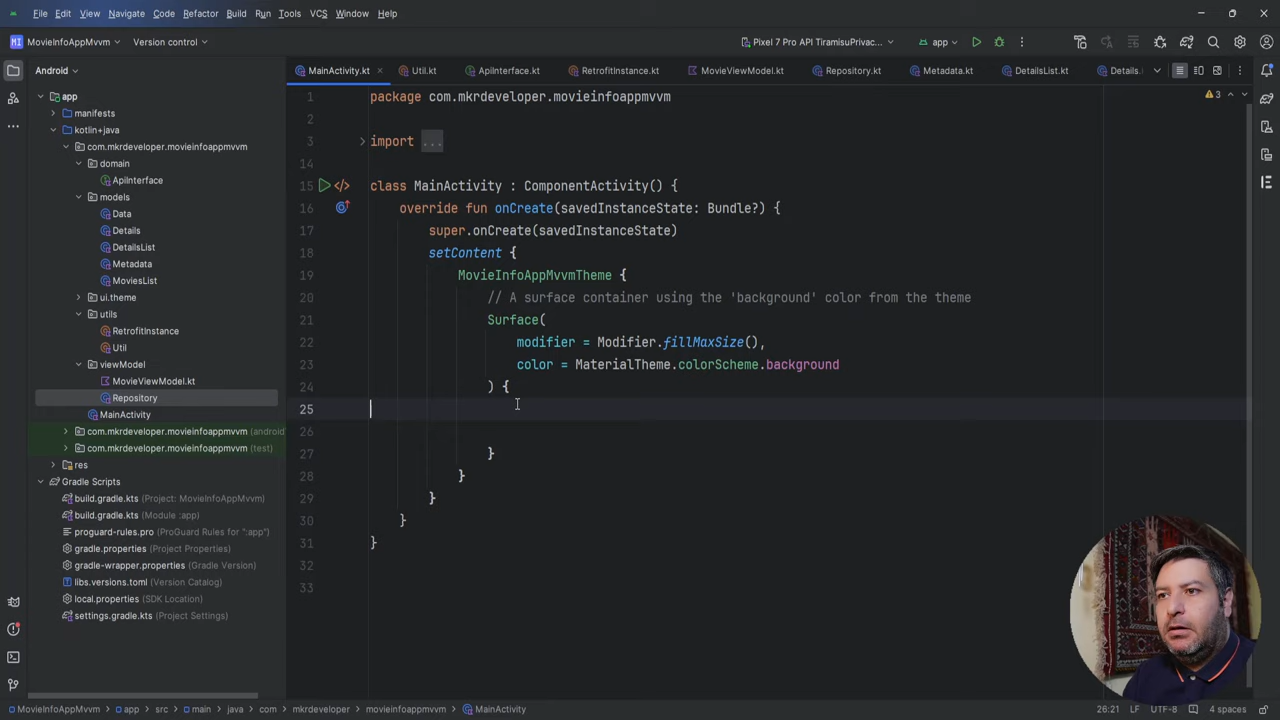 File Edit View Navigate Code Refactor Build Run Tools VCS Window Help
MI MovieInfoAppMvvm Version control Pixel 7 Pro API TiramisuPrivac... app
Android MainActivity.kt Util.kt ApiInterface.kt RetrofitInstance.kt MovieViewModel.kt Repository.kt Metadata.kt DetailsList.kt Details.
app
manifests
kotlin+java
com.mkrdeveloper.movieinfoappmvvm
domain
ApiInterface
models
Data
Details
DetailsList
Metadata
MoviesList
ui.theme
utils
RetrofitInstance
Util
viewModel
MovieViewModel.kt
Repository
MainActivity
com.mkrdeveloper.movieinfoappmvvm (android
com.mkrdeveloper.movieinfoappmvvm (test)
res
Gradle Scripts
build.gradle.kts (Project: MovieInfoAppMvvm)
build.gradle.kts (Module :app)
proguard-rules.pro (ProGuard Rules for ":app")
gradle.properties (Project Properties)
gradle-wrapper.properties (Gradle Version)
libs.versions.toml (Version Catalog)
local.properties (SDK Location)
settings.gradle.kts (Project Settings)
3
1 package com.mkrdeveloper.movieinfoappmvvm
2
3 import ...
14
15 class MainActivity : ComponentActivity() {
16 override fun onCreate(savedInstanceState: Bundle?) {
17 super.onCreate(savedInstanceState)
18 setContent {
19 MovieInfoAppMvvmTheme {
20 // A surface container using the 'background' color from the theme
21 Surface(
22 modifier = Modifier.fillMaxSize(),
23 color = MaterialTheme.colorScheme.background
24 ) {
25
26
27 }
28 }
29 }
30 }
31 }
32
33
MovieInfoAppMvvm > app > src > main > java > com > mkrdeveloper > movieinfoappmvvm > MainActivity 26:21 LF UTF-8 4 spaces